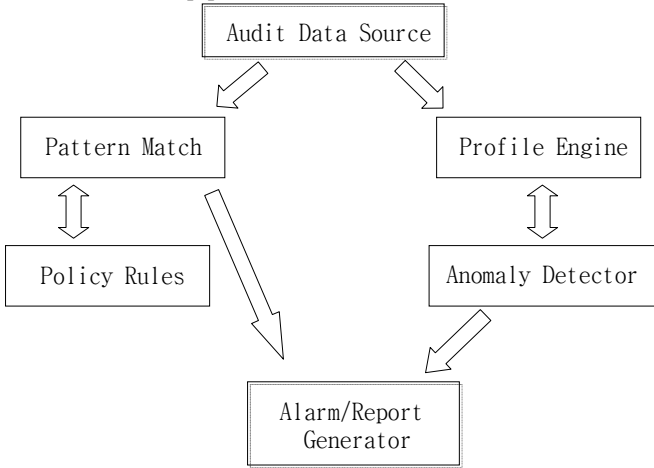 Audit Data Source
Pattern Match
Profile Engine
Policy Rules
Anomaly Detector
Alarm/Report
Generator